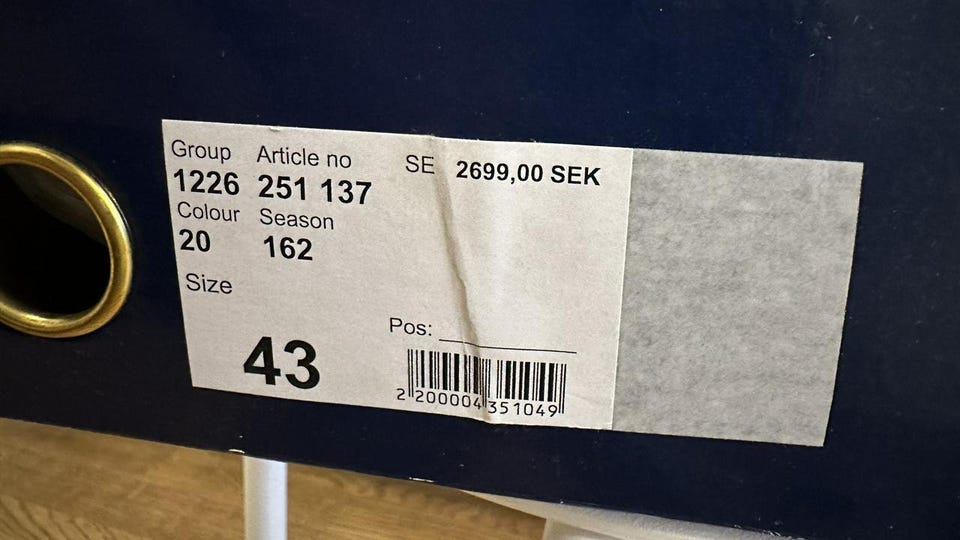 Group Article no SE 2699,00 SEK
1226 251 137
Colour Season
20 162
Size
43
Pos:
2 200004 351049